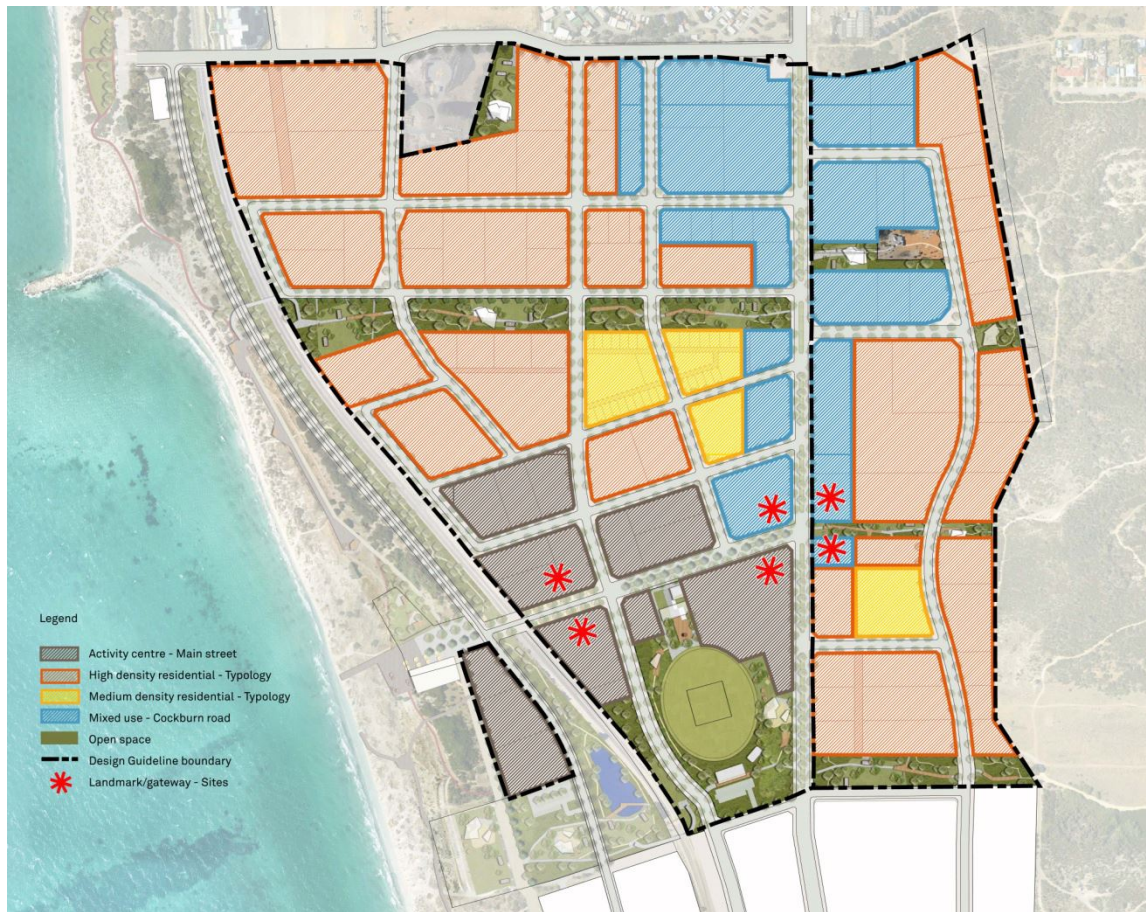 Legend
Activity centre - Main street
High density residential - Typology
Medium density residential - Typology
Mixed use - Cockburn road
Open space
Design Guideline boundary
Landmark/gateway - Sites